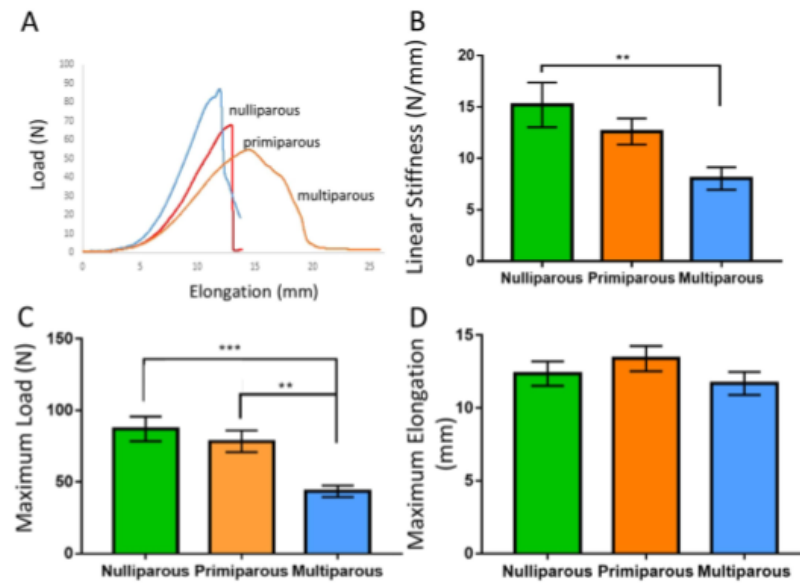 A
Load (N)
100
90
80
70
60
50
40
30
20
10
0
nulliparous
primiparous
multiparous
0
5
10
15
20
25
Elongation (mm)
B
Linear Stiffness (N/mm)
20
15
10
5
0
**
Nulliparous Primiparous Multiparous
C
Maximum Load (N)
150
100
50
0
***
**
Nulliparous Primiparous Multiparous
D
Maximum Elongation
(mm)
15
10
5
0
Nulliparous Primiparous Multiparous